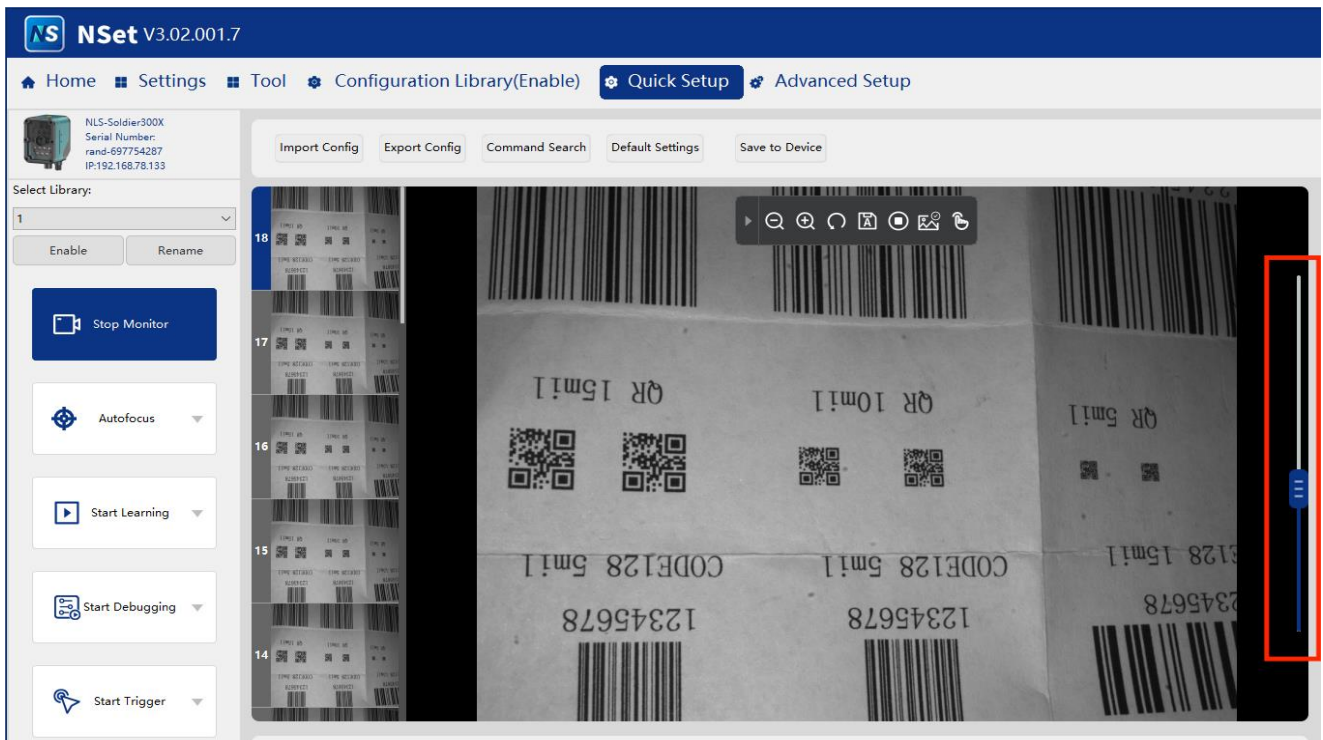 NS NSet V3.02.001.7
Home Settings Tool Configuration Library(Enable) Quick Setup Advanced Setup
NLS-Soldier300X
Serial Number:
rand-697754287
IP:192.168.78.133
Import Config Export Config Command Search Default Settings Save to Device
Select Library:
1
Enable Rename
Stop Monitor
Autofocus
Start Learning
Start Debugging
Start Trigger
18
17
16
15
14
QR 15mil
QR 10mil
QR 5mil
CODE128 5mil
CODE128 5mil
E128 15mil
12345678
12345678
2345678